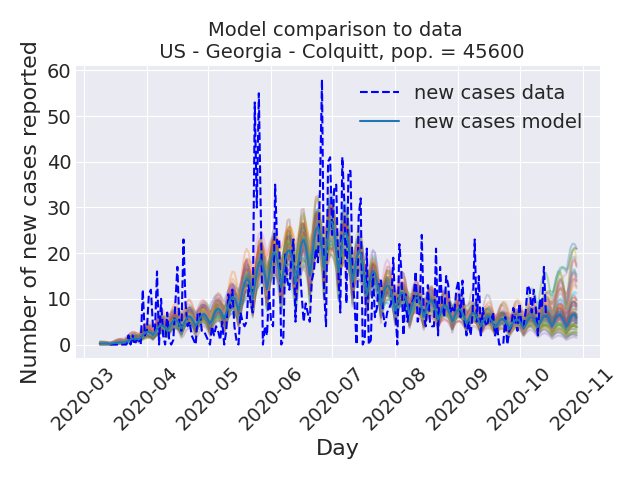 Model comparison to data
US - Georgia - Colquitt, pop. = 45600
Number of new cases reported
60
50
40
30
20
10
0
new cases data
new cases model
2020-03
2020-04
2020-05
2020-06
2020-07
2020-08
2020-09
2020-10
2020-11
Day